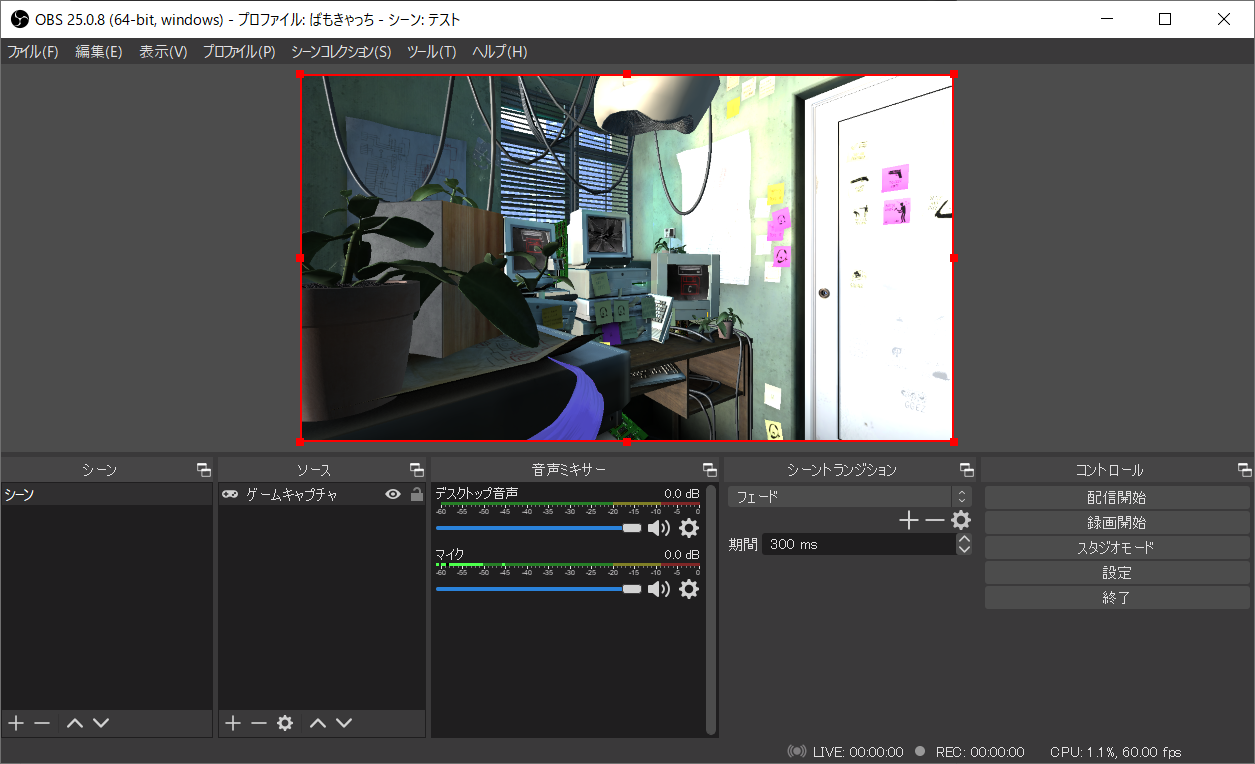 OBS 25.0.8 (64-bit, windows) - プロファイル: ぱもきゃっち - シーン: テスト
ファイル(F) 編集(E) 表示(V) プロファイル(P) シーンコレクション(S) ツール(T) ヘルプ(H)
シーン
シーン
ソース
ゲームキャプチャ
音声ミキサー
デスクトップ音声 0.0 dB
-60 -55 -50 -45 -40 -35 -30 -25 -20 -15 -10 -5 0
マイク 0.0 dB
-60 -55 -50 -45 -40 -35 -30 -25 -20 -15 -10 -5 0
シーントランジション
フェード
期間 300 ms
コントロール
配信開始
録画開始
スタジオモード
設定
終了
LIVE: 00:00:00 REC: 00:00:00 CPU: 1.1%, 60.00 fps